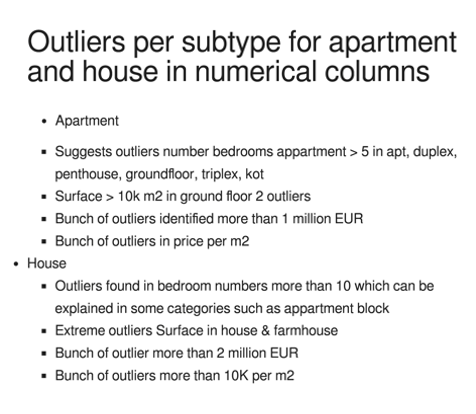 Outliers per subtype for apartment
and house in numerical columns
• Apartment
▪ Suggests outliers number bedrooms appartment > 5 in apt, duplex,
penthouse, groundfloor, triplex, kot
▪ Surface > 10k m2 in ground floor 2 outliers
▪ Bunch of outliers identified more than 1 million EUR
▪ Bunch of outliers in price per m2
• House
▪ Outliers found in bedroom numbers more than 10 which can be
explained in some categories such as appartment block
▪ Extreme outliers Surface in house & farmhouse
▪ Bunch of outlier more than 2 million EUR
▪ Bunch of outliers more than 10K per m2